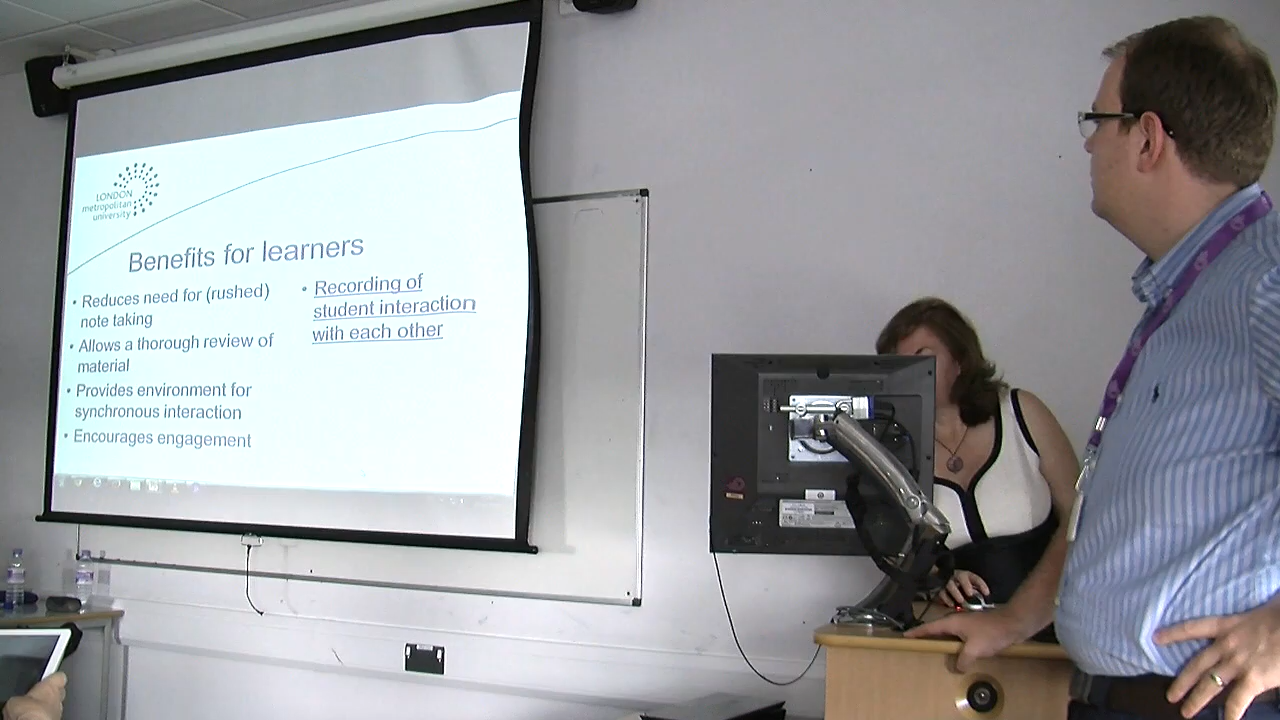 LONDON
metropolitan
university
Benefits for learners
• Reduces need for (rushed)
note taking
• Allows a thorough review of
material
• Provides environment for
synchronous interaction
• Encourages engagement
• Recording of
student interaction
with each other